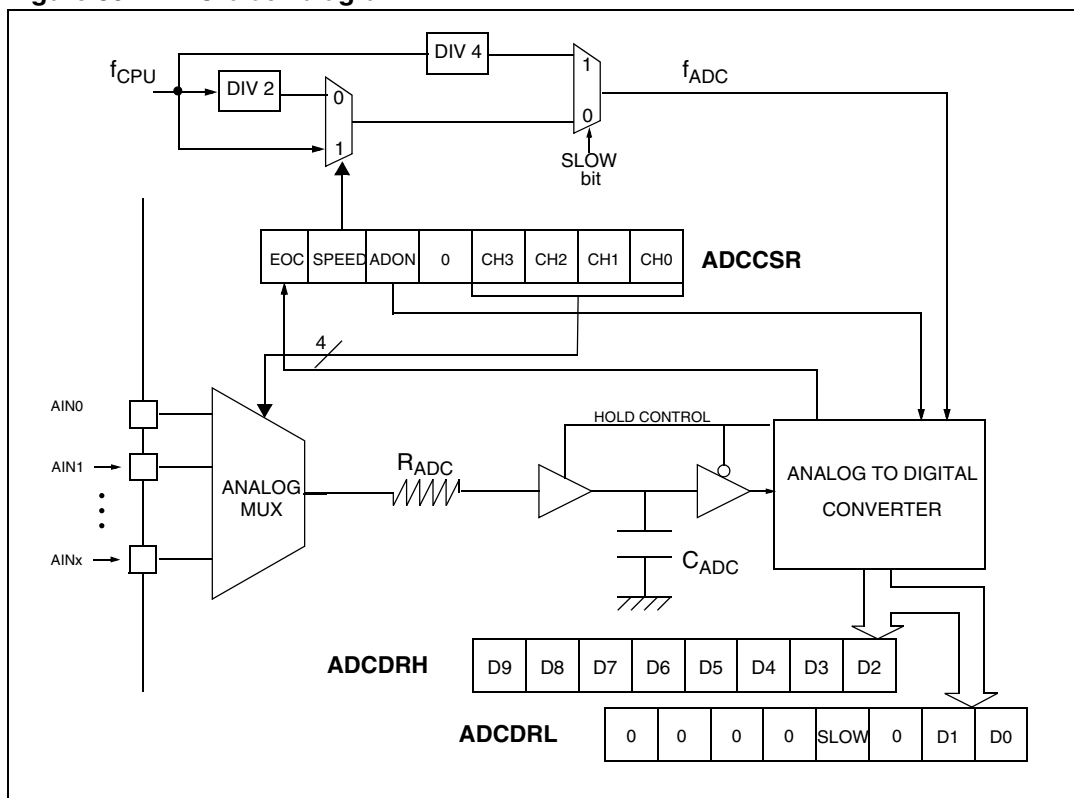 DIV 4
fCPU
DIV 2
0
1
1
0
fADC
SLOW
bit
EOC SPEED ADON 0 CH3 CH2 CH1 CH0 ADCCSR
4
AIN0
AIN1
AINx
ANALOG
MUX
RADC
HOLD CONTROL
CADC
ANALOG TO DIGITAL
CONVERTER
ADCDRH D9 D8 D7 D6 D5 D4 D3 D2
ADCDRL 0 0 0 0 SLOW 0 D1 D0